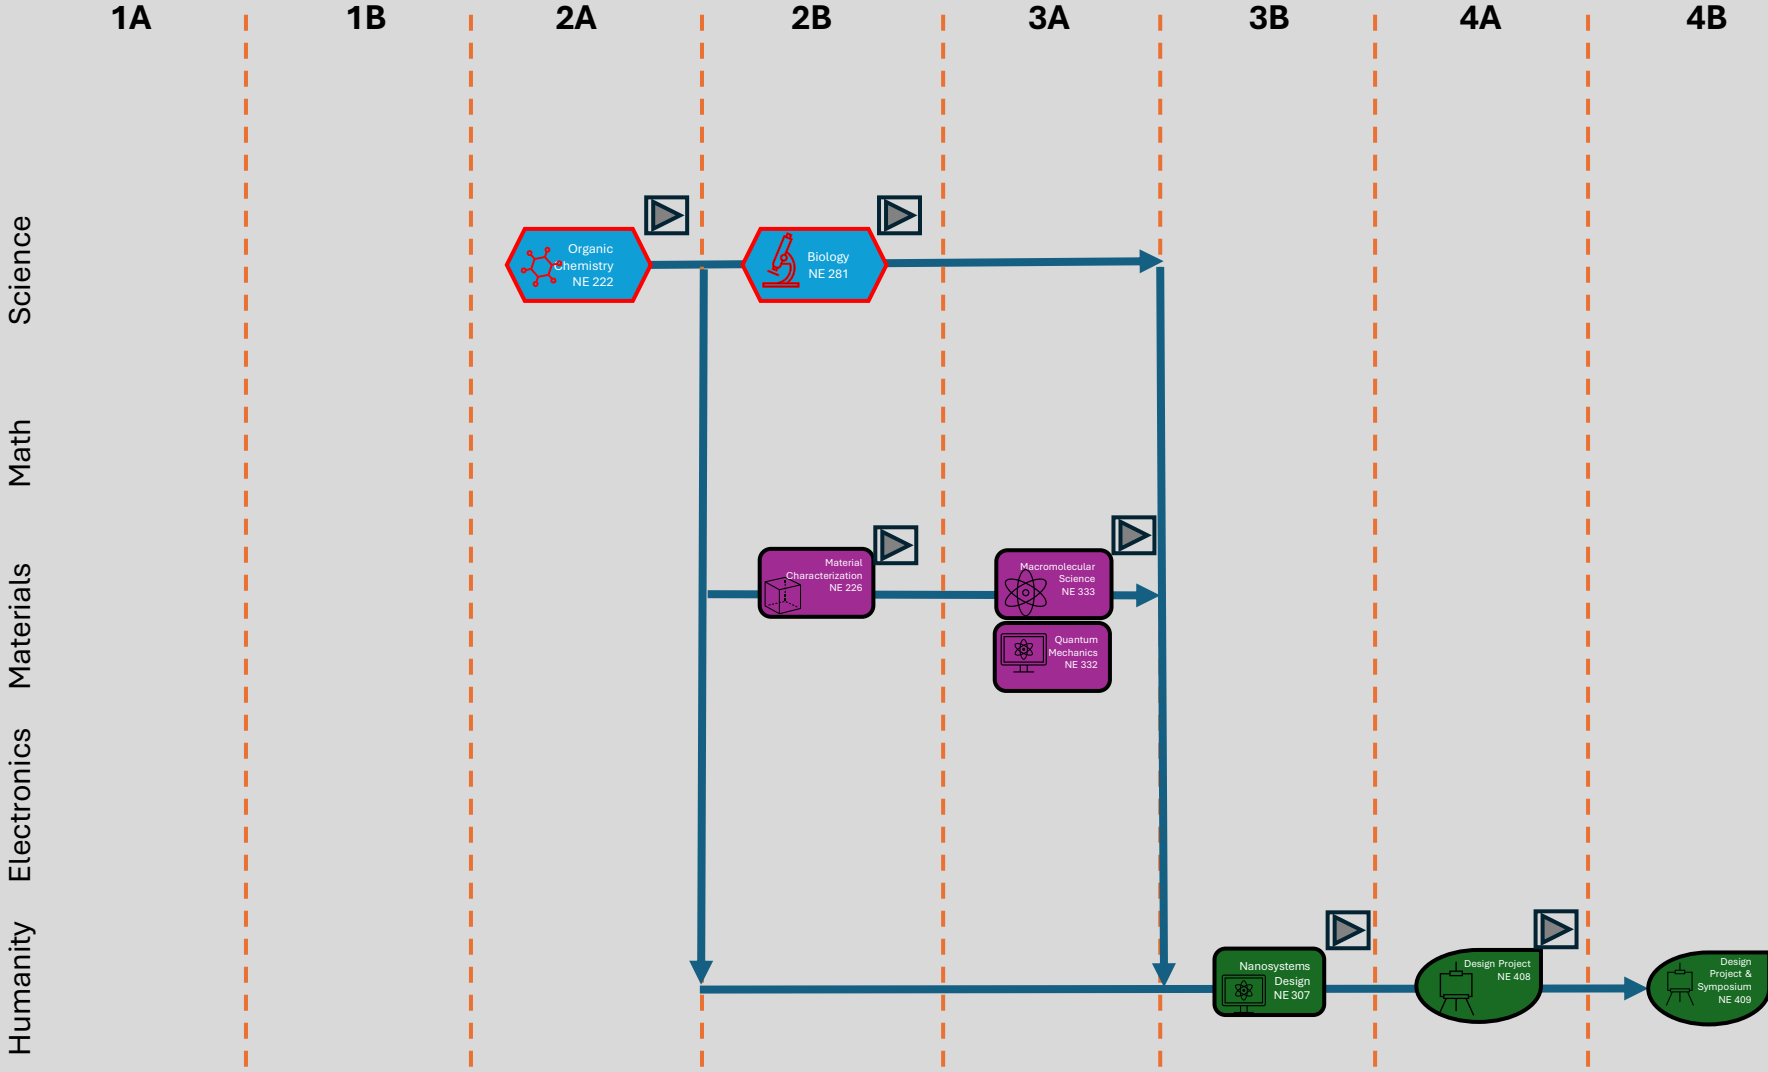 1A
1B
2A
2B
3A
3B
4A
4B
Science
Organic
Chemistry
NE 222
Biology
NE 281
Math
Materials
Material
Characterization
NE 226
Macromolecular
Science
NE 333
Quantum
Mechanics
NE 332
Electronics
Humanity
Nanosystems
Design
NE 307
Design Project
NE 408
Design
Project &
Symposium
NE 409